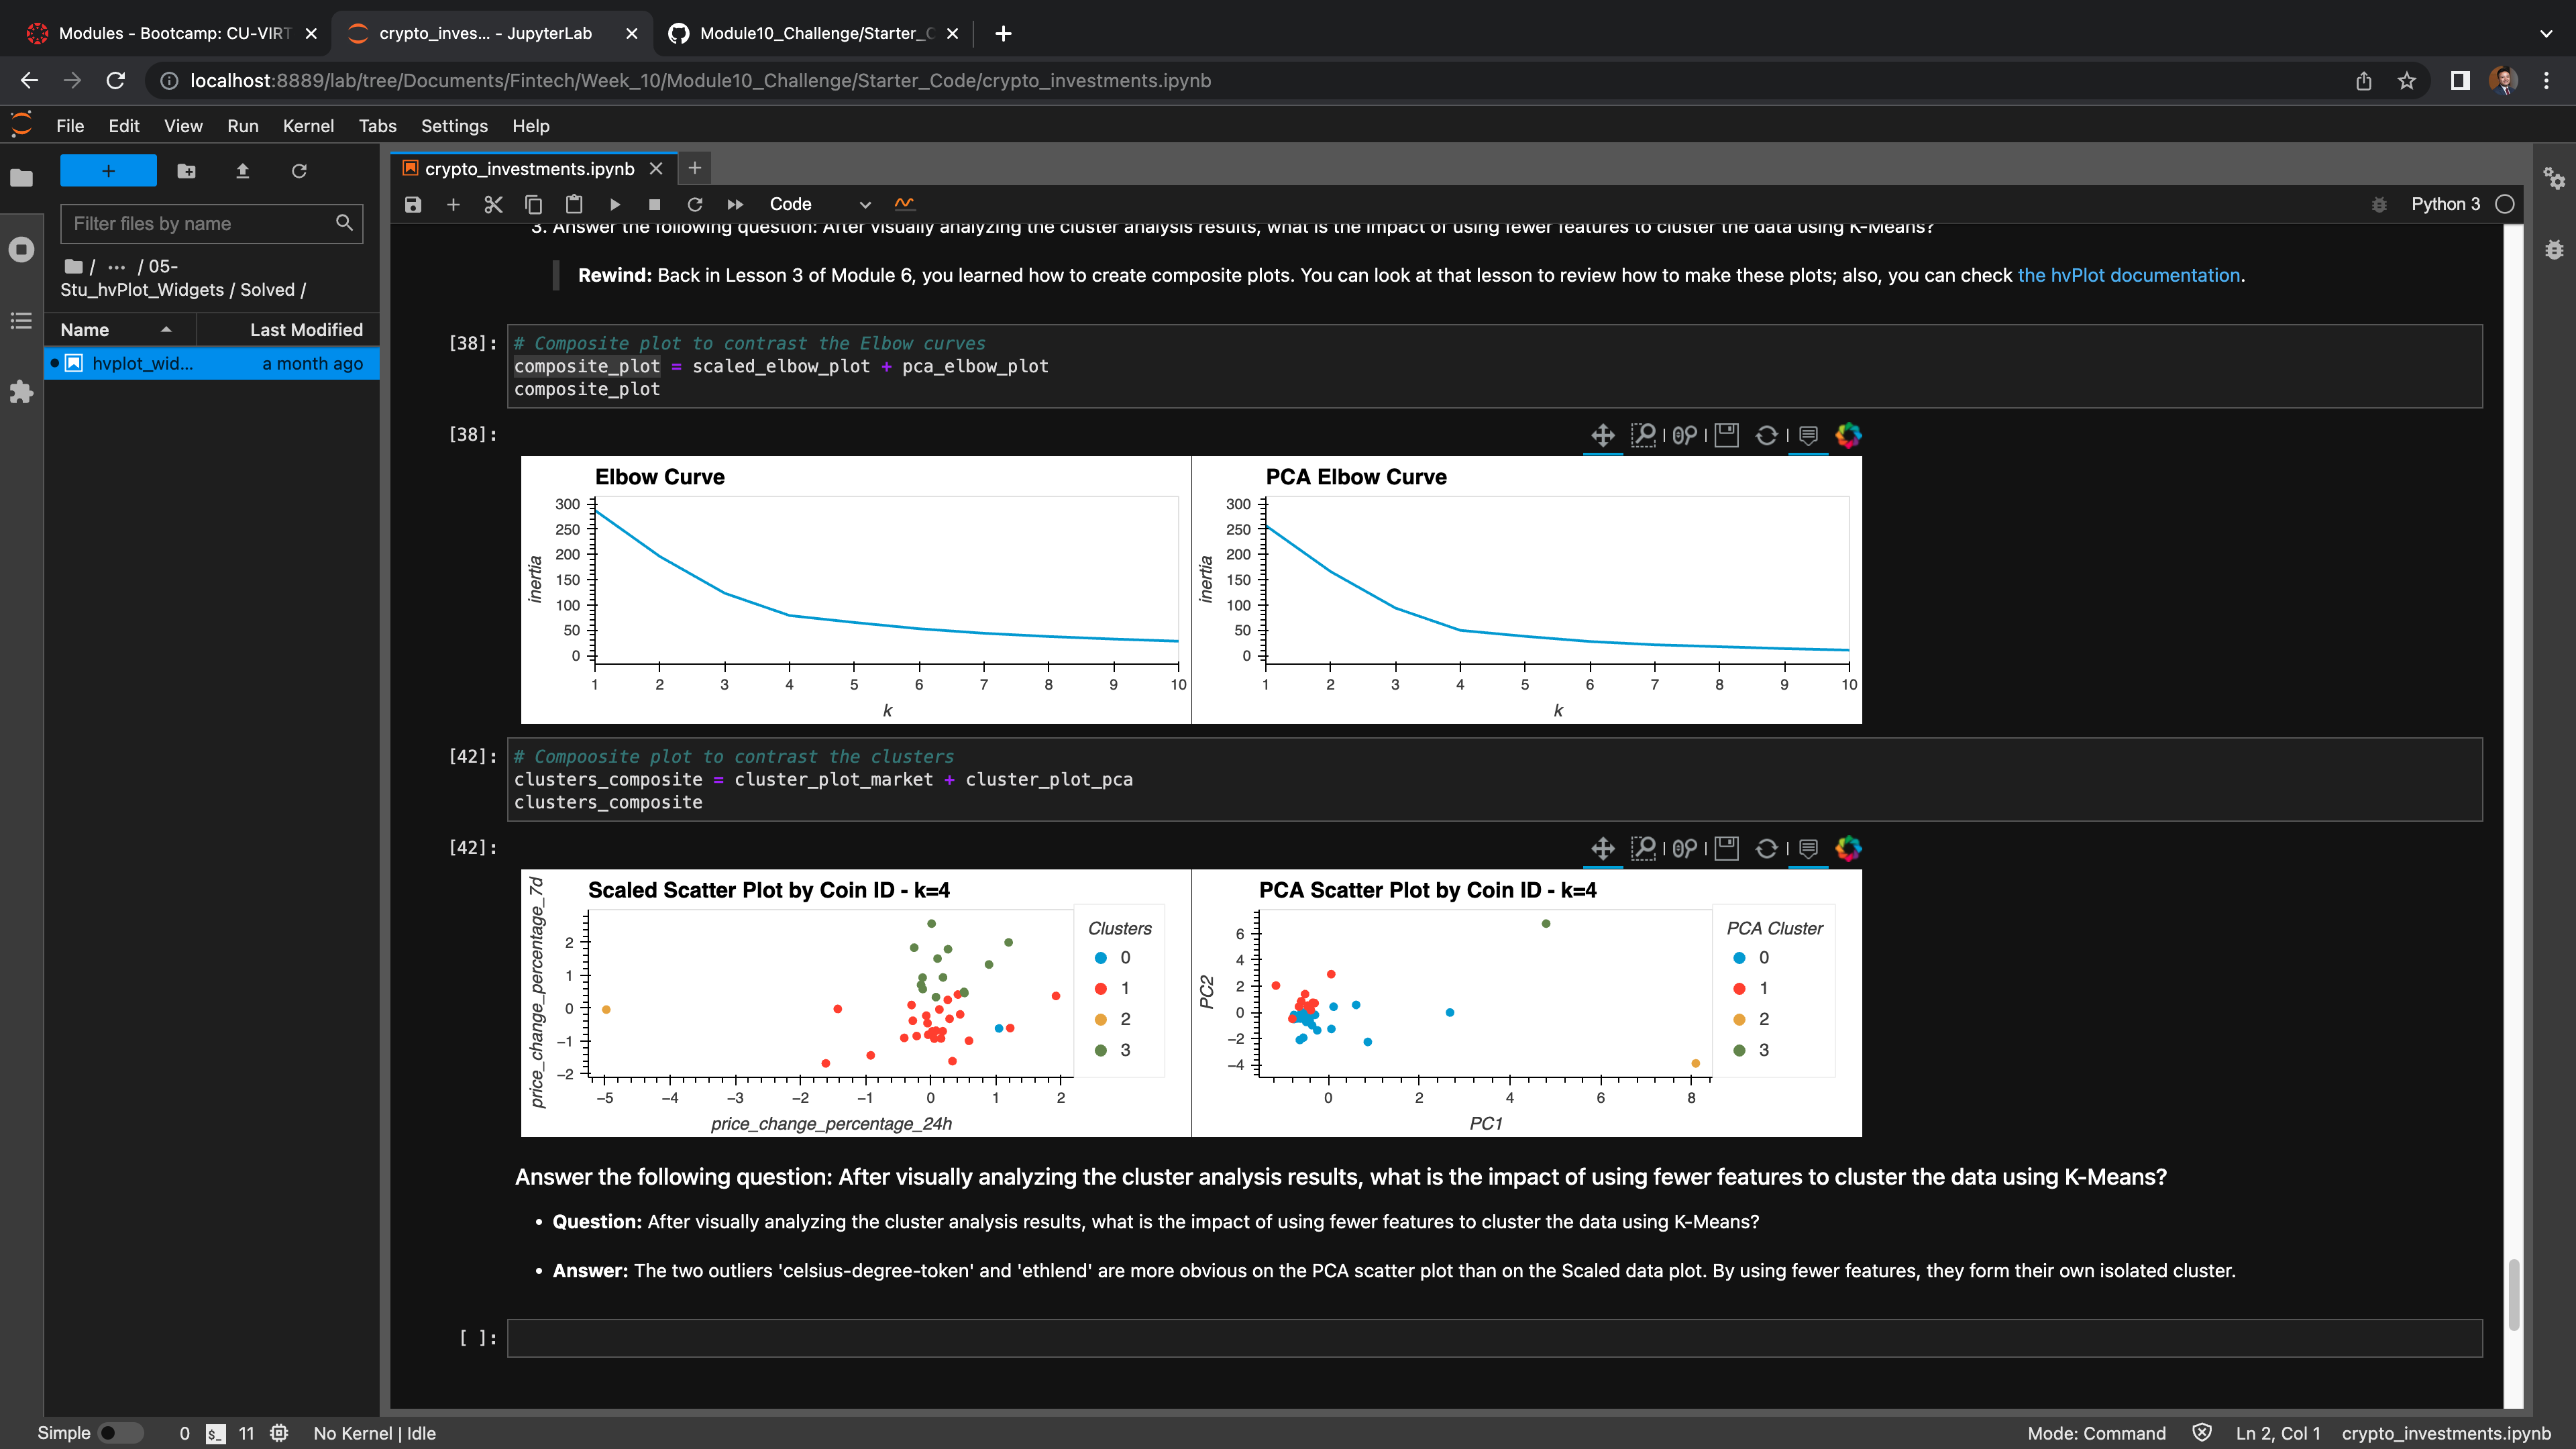 Modules - Bootcamp: CU-VIRT
crypto_inves... - JupyterLab
Module10_Challenge/Starter_C
localhost:8889/lab/tree/Documents/Fintech/Week_10/Module10_Challenge/Starter_Code/crypto_investments.ipynb
File Edit View Run Kernel Tabs Settings Help
Filter files by name
/ ... / 05-
Stu_hvPlot_Widgets / Solved /
Name Last Modified
hvplot_wid... a month ago
crypto_investments.ipynb
Code
Python 3
3. Answer the following question: After visually analyzing the cluster analysis results, what is the impact of using fewer features to cluster the data using K-Means?
Rewind: Back in Lesson 3 of Module 6, you learned how to create composite plots. You can look at that lesson to review how to make these plots; also, you can check the hvPlot documentation.
[38]:
# Composite plot to contrast the Elbow curves
composite_plot = scaled_elbow_plot + pca_elbow_plot
composite_plot
[38]:
Elbow Curve
300
250
200
150
100
50
0
inertia
1 2 3 4 5 6 7 8 9 10
k
PCA Elbow Curve
300
250
200
150
100
50
0
inertia
1 2 3 4 5 6 7 8 9 10
k
[42]:
# Compoosite plot to contrast the clusters
clusters_composite = cluster_plot_market + cluster_plot_pca
clusters_composite
[42]:
Scaled Scatter Plot by Coin ID - k=4
price_change_percentage_7d
2
1
0
−1
−2
−5 −4 −3 −2 −1 0 1 2
price_change_percentage_24h
Clusters
0
1
2
3
PCA Scatter Plot by Coin ID - k=4
PC2
6
4
2
0
−2
−4
0 2 4 6 8
PC1
PCA Cluster
0
1
2
3
Answer the following question: After visually analyzing the cluster analysis results, what is the impact of using fewer features to cluster the data using K-Means?
• Question: After visually analyzing the cluster analysis results, what is the impact of using fewer features to cluster the data using K-Means?
• Answer: The two outliers 'celsius-degree-token' and 'ethlend' are more obvious on the PCA scatter plot than on the Scaled data plot. By using fewer features, they form their own isolated cluster.
[ ]:
Simple 0 $_ 11 No Kernel | Idle
Mode: Command Ln 2, Col 1 crypto_investments.ipynb